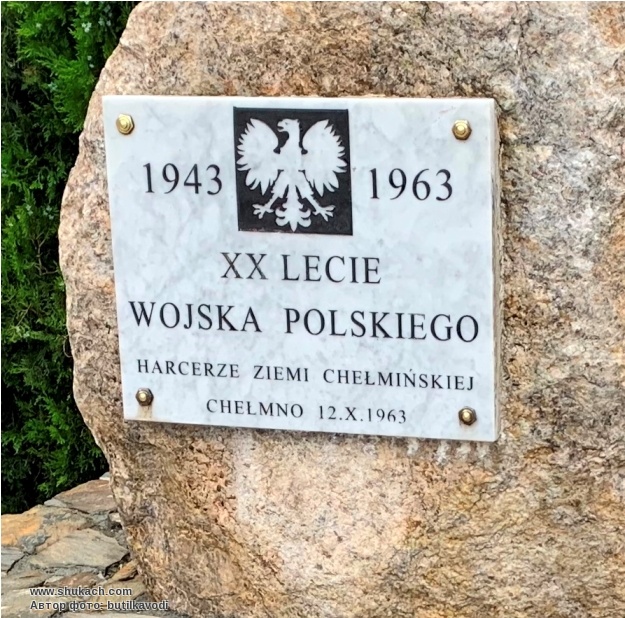 1943 1963
XX LECIE
WOJSKA POLSKIEGO
HARCERZE ZIEMI CHEŁMIŃSKIEJ
CHEŁMNO 12.X.1963
www.shukach.com
Автор фото-butilkavodi